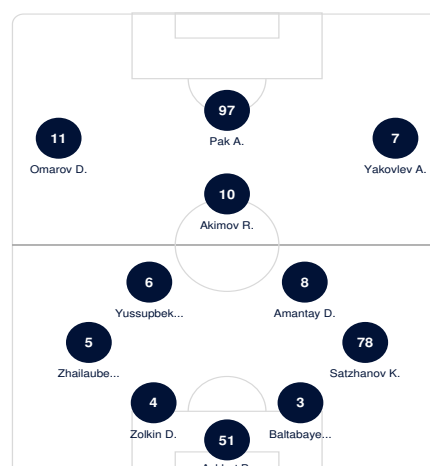 97
Pak A.
11
Omarov D.
7
Yakovlev A.
10
Akimov R.
6
Yussupbek...
8
Amantay D.
5
Zhailaube...
78
Satzhanov K.
4
Zolkin D.
3
Baltabaye...
51